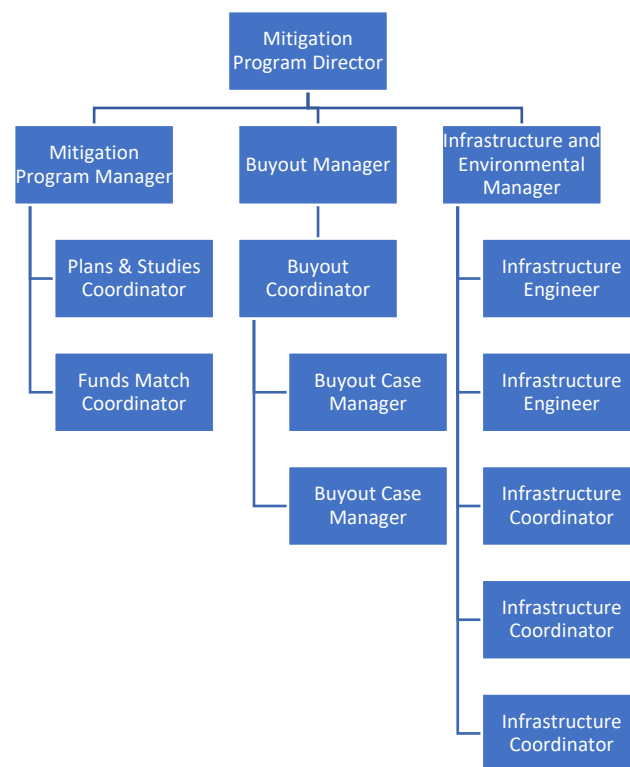 Mitigation
Program Director
Mitigation
Program Manager
Buyout Manager
Infrastructure and
Environmental
Manager
Plans & Studies
Coordinator
Buyout
Coordinator
Infrastructure
Engineer
Funds Match
Coordinator
Buyout Case
Manager
Infrastructure
Engineer
Buyout Case
Manager
Infrastructure
Coordinator
Infrastructure
Coordinator
Infrastructure
Coordinator